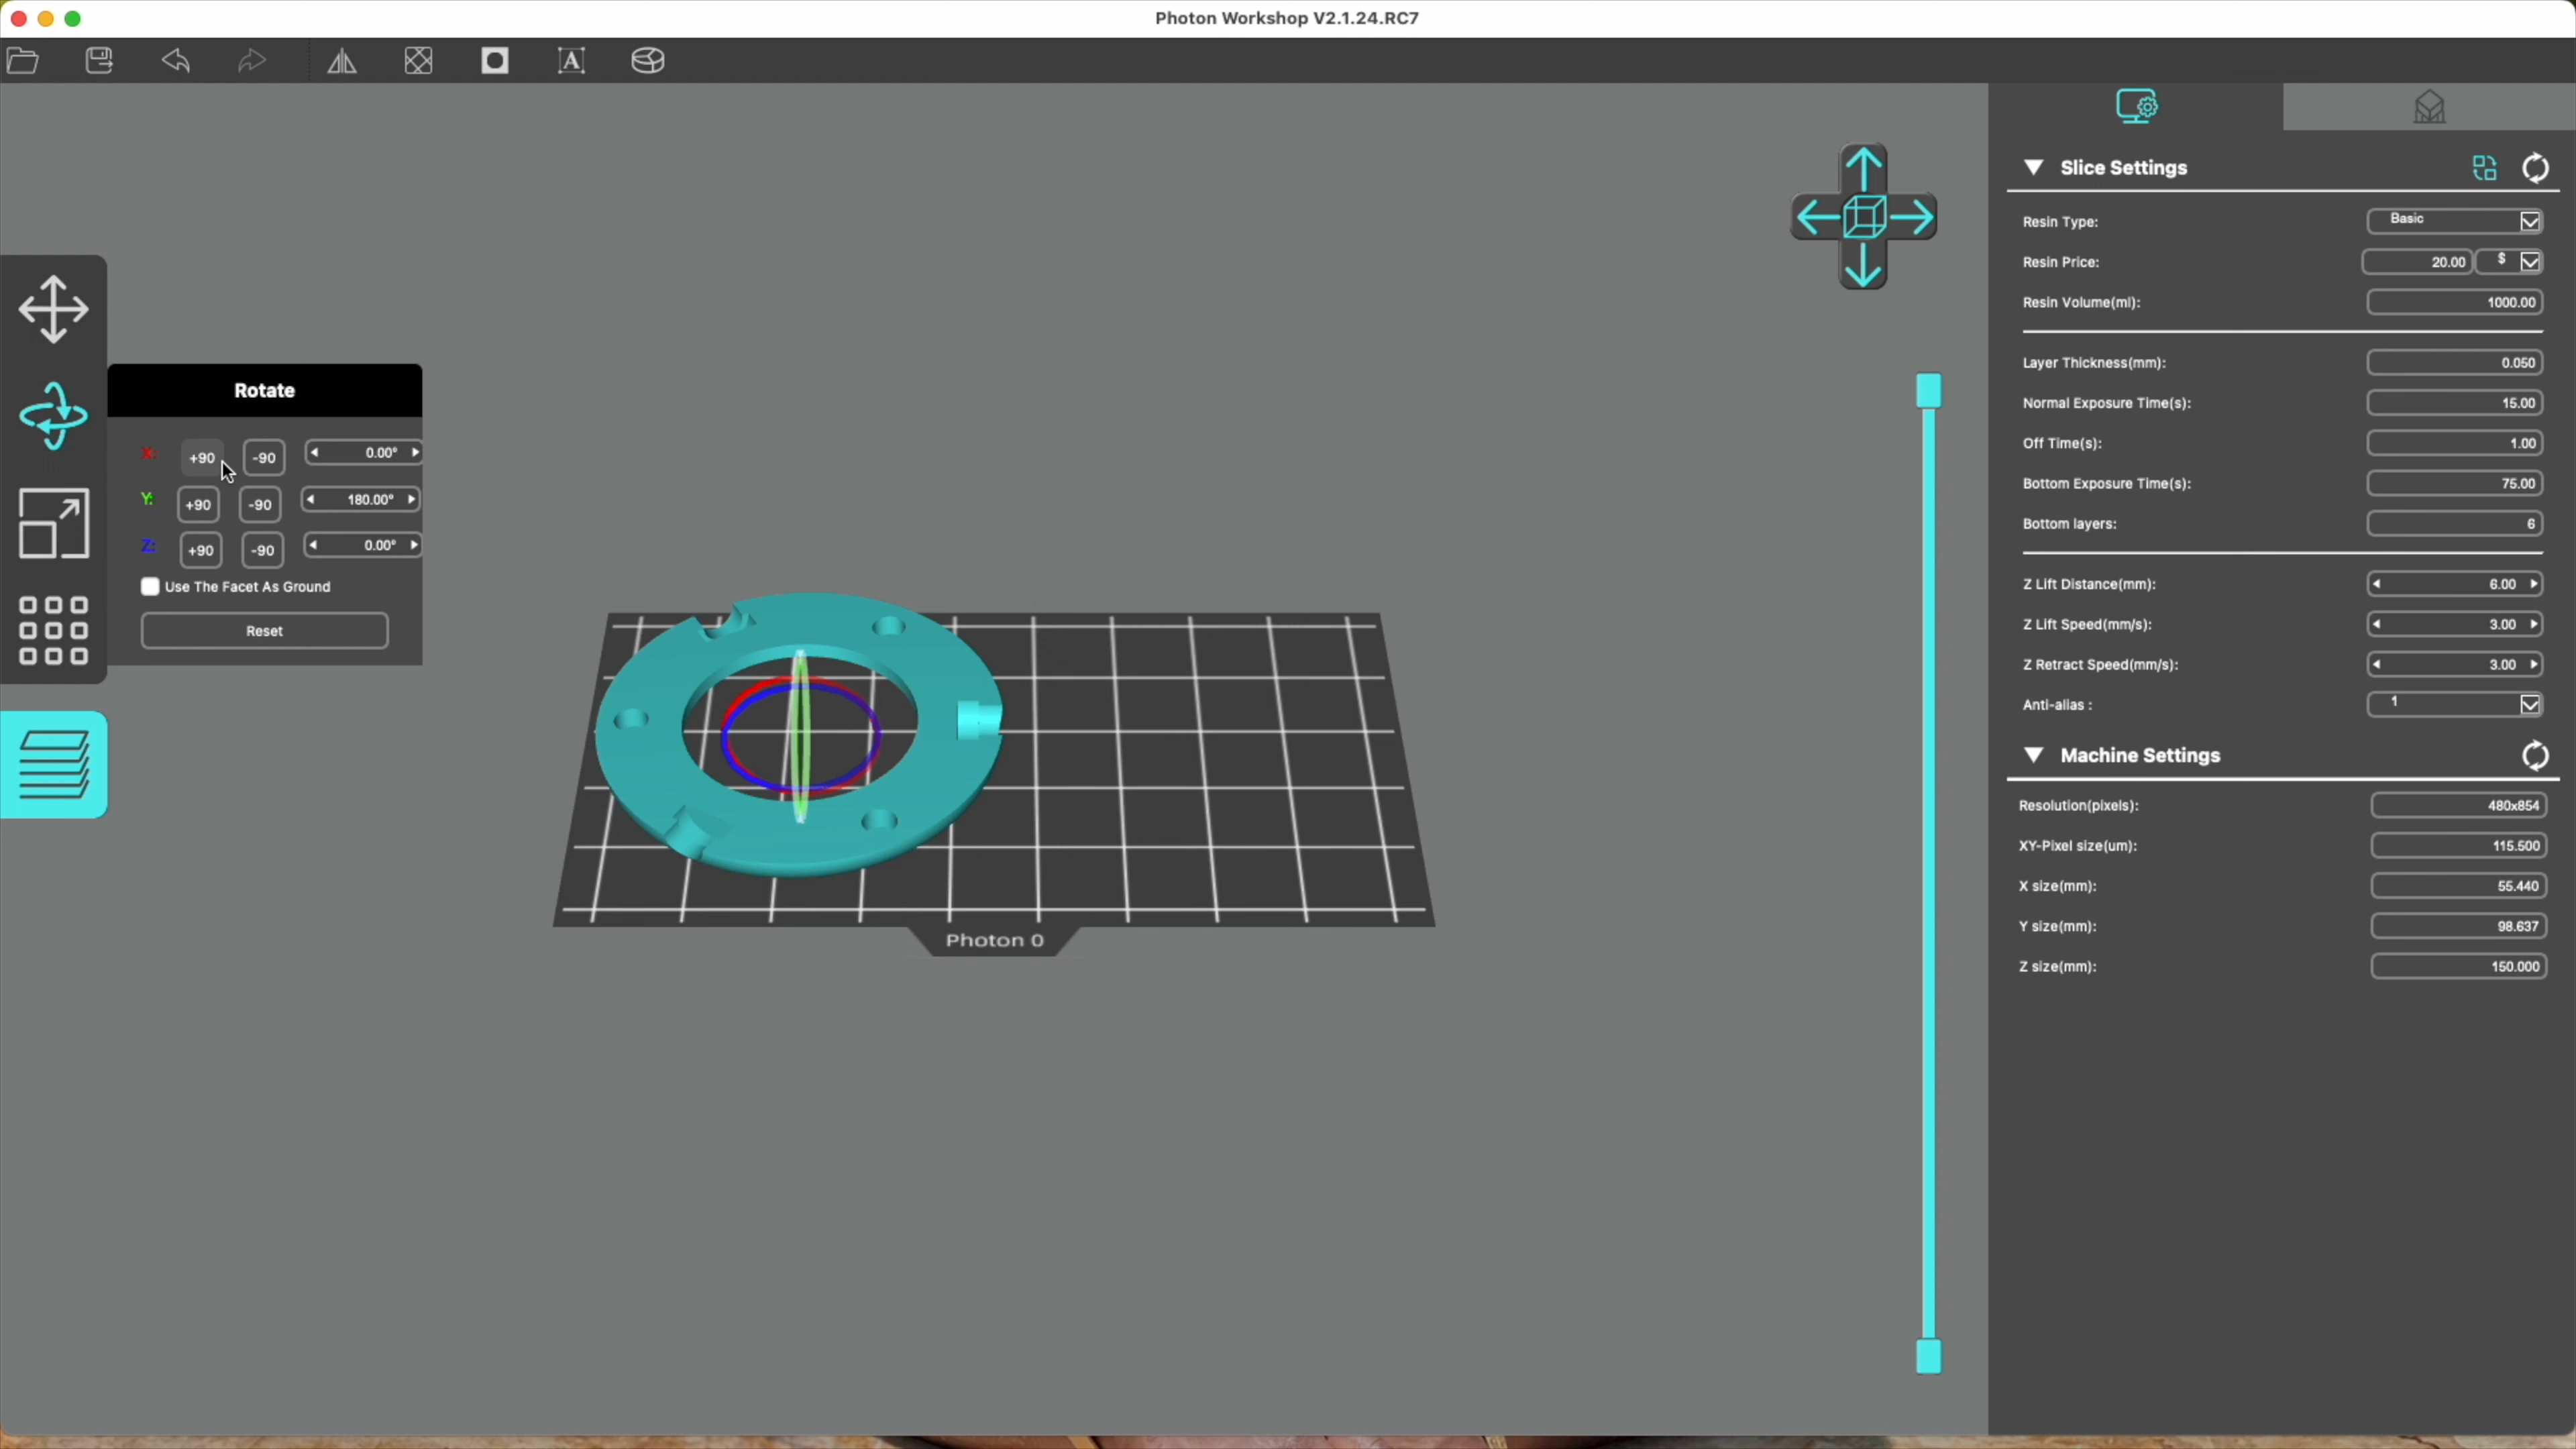 Photon Workshop V2.1.24.RC7
A
Rotate
X: +90 -90 0.00°
Y: +90 -90 180.00°
Z: +90 -90 0.00°
Use The Facet As Ground
Reset
Photon 0
Slice Settings
Resin Type: Basic
Resin Price: 20.00 $
Resin Volume(ml): 1000.00
Layer Thickness(mm): 0.050
Normal Exposure Time(s): 15.00
Off Time(s): 1.00
Bottom Exposure Time(s): 75.00
Bottom layers: 6
Z Lift Distance(mm): 6.00
Z Lift Speed(mm/s): 3.00
Z Retract Speed(mm/s): 3.00
Anti-alias : 1
Machine Settings
Resolution(pixels): 480x854
XY-Pixel size(um): 115.500
X size(mm): 55.440
Y size(mm): 98.637
Z size(mm): 150.000